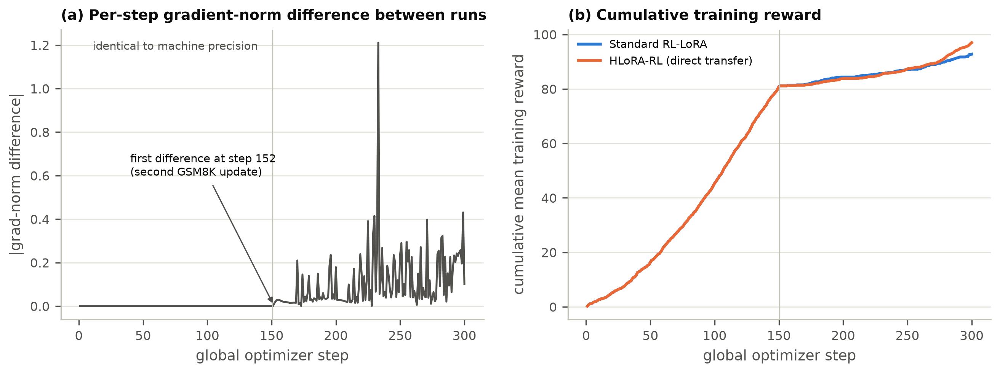 (a) Per-step gradient-norm difference between runs
identical to machine precision
first difference at step 152
(second GSM8K update)
|grad-norm difference|
1.2
1.0
0.8
0.6
0.4
0.2
0.0
0 50 100 150 200 250 300
global optimizer step
(b) Cumulative training reward
Standard RL-LoRA
HLoRA-RL (direct transfer)
cumulative mean training reward
100
80
60
40
20
0
0 50 100 150 200 250 300
global optimizer step